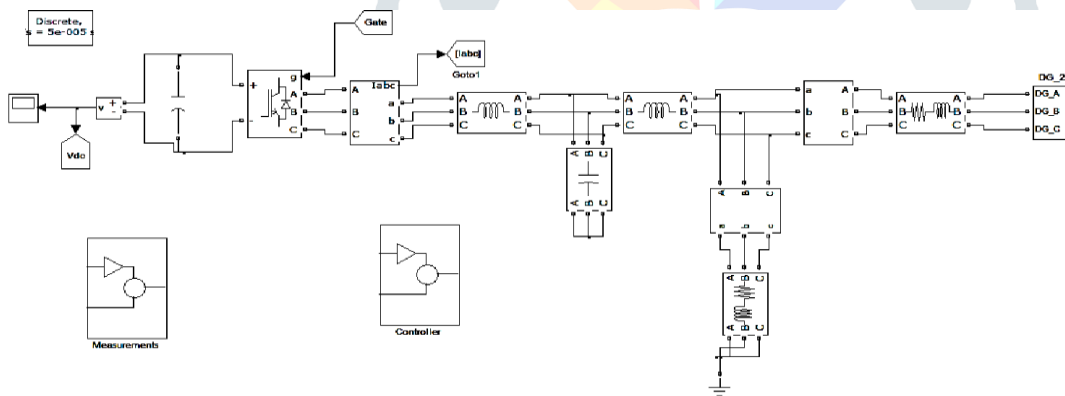 Discrete,
s = 5e-005 s
Gate
[Iabc]
Goto1
DG_2
v
+
-
Vdc
+
-
g
A
B
C
A
B
C
Iabc
a
b
c
A
B
C
A
B
C
A
B
C
A
B
C
a
b
c
A
B
C
A
B
C
A
B
C
DG_A
DG_B
DG_C
A
B
C
A
B
C
A
B
C
a
b
c
A
B
C
A
B
C
Measurements
Controller